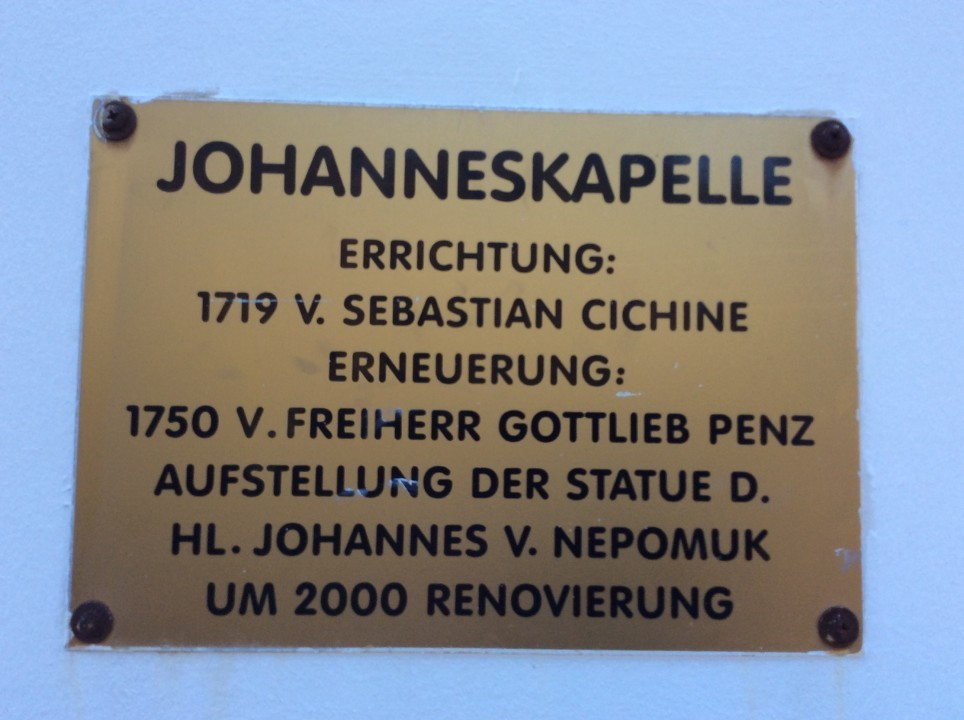 JOHANNESKAPELLE
ERRICHTUNG:
1719 V. SEBASTIAN CICHINE
ERNEUERUNG:
1750 V. FREIHERR GOTTLIEB PENZ
AUFSTELLUNG DER STATUE D.
HL. JOHANNES V. NEPOMUK
UM 2000 RENOVIERUNG